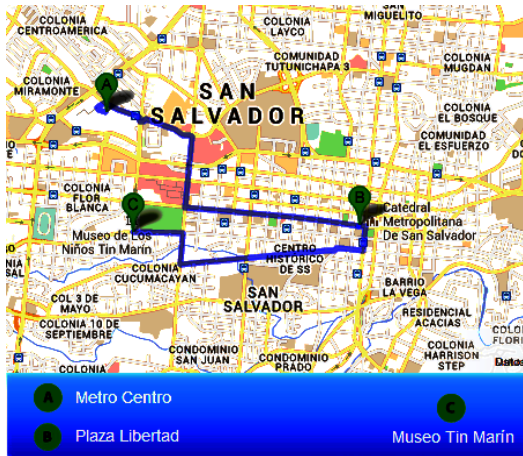 COLONIA
CENTROAMERICA
COLONIA
LAYCO
SAN
MIGUELITO
COMUNIDAD
TUTUNICHAPA 3
COLONIA
MUGDAN
COLONIA
MIRAMONTE
A
SAN
SALVADOR
COLONIA
EL BOSQUE
COMUNIDAD
EL ESFUERZO
COLONIA
FLOR
BLANCA
C
B
Catedral
Metropolitana
De San Salvador
Museo de Los
Niños Tin Marín
CENTRO
HISTORICO
DE SS
COLONIA
CUCUMACAYAN
BARRIO
LA VEGA
COL 3 DE
MAYO
SAN
SALVADOR
RESIDENCIAL
ACACIAS
COLONIA 10 DE
SEPTIEMBRE
CONDOMINIO
SAN JUAN
CONDOMINIO
PRADO
COLONIA
HARRISON
STEP
COLONIA
A Metro Centro
B Plaza Libertad
C
Museo Tin Marín